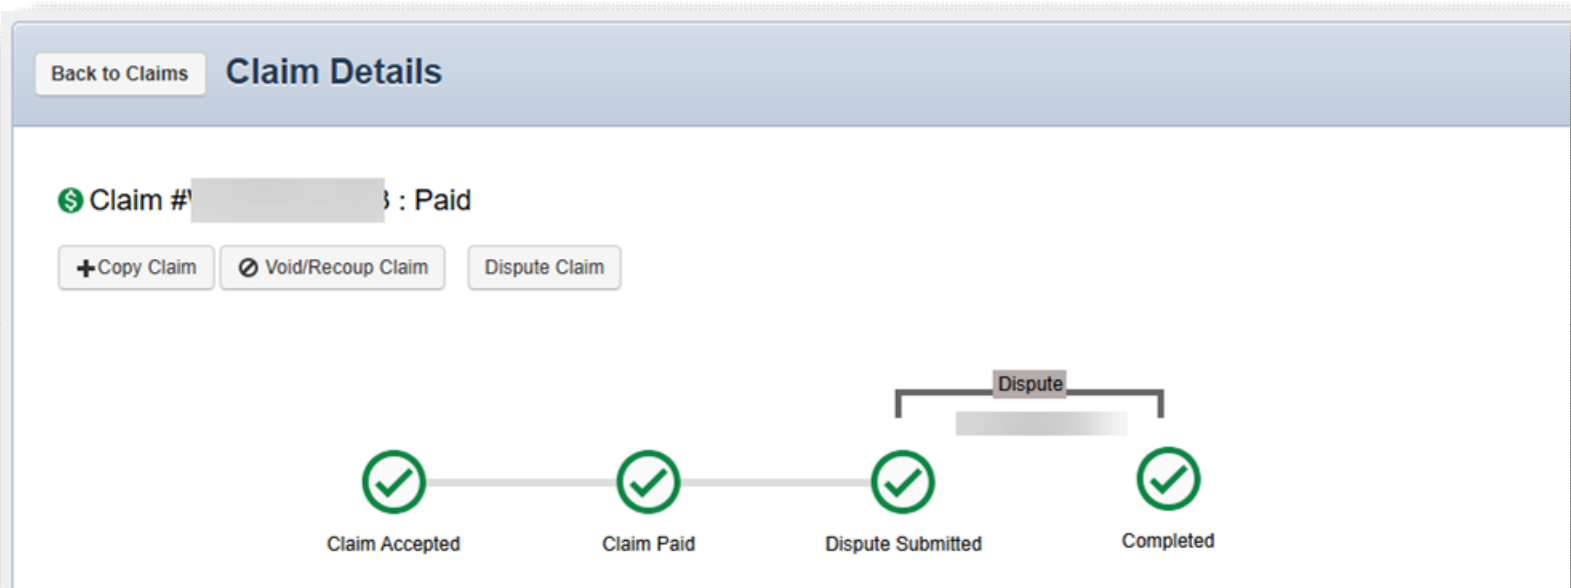 Back to Claims Claim Details
Claim # : Paid
Copy Claim Void/Recoup Claim Dispute Claim
Dispute
Claim Accepted Claim Paid Dispute Submitted Completed